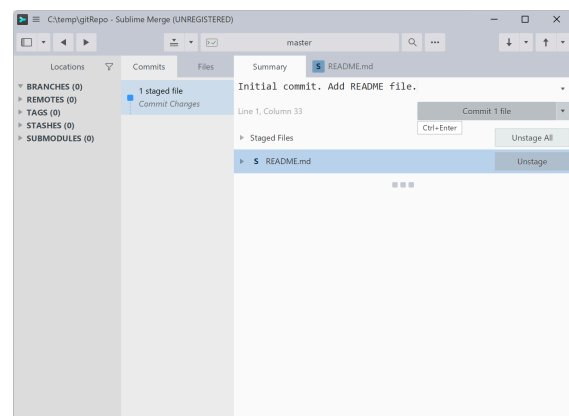 C:\temp\gitRepo - Sublime Merge (UNREGISTERED)
master
Locations
Commits Files
Summary S README.md
BRANCHES (0)
REMOTES (0)
TAGS (0)
STASHES (0)
SUBMODULES (0)
1 staged file
Commit Changes
Initial commit. Add README file.
Line 1, Column 33
Commit 1 file
Ctrl+Enter
Staged Files
Unstage All
S README.md
Unstage